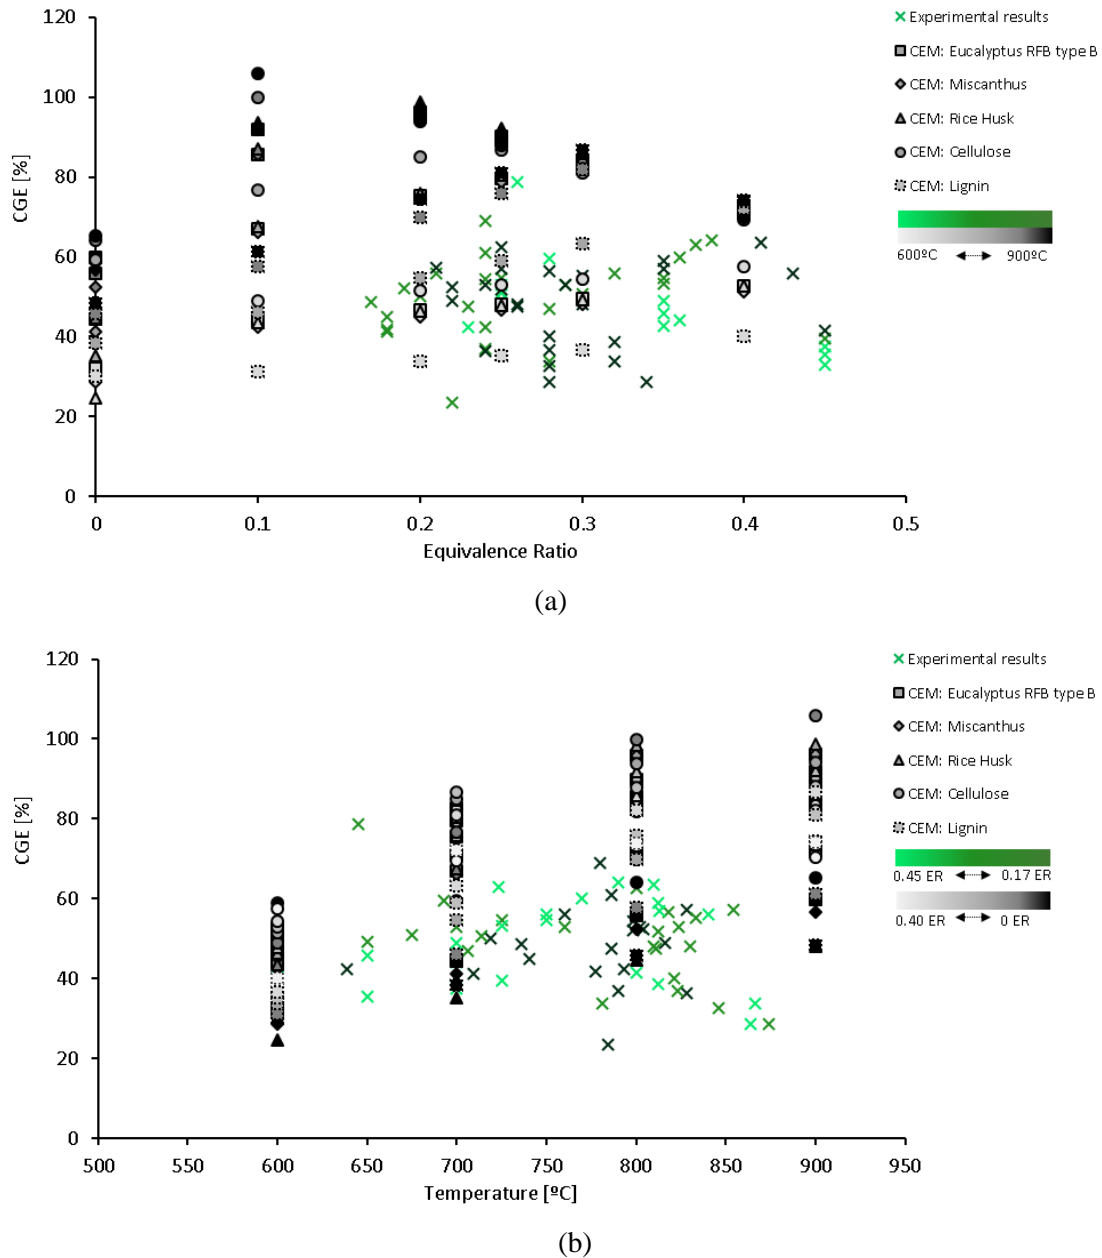 120
100
80
60
40
20
0
CGE [%]
0
0.1
0.2
0.3
0.4
0.5
Equivalence Ratio
Experimental results
CEM: Eucalyptus RFB type B
CEM: Miscanthus
CEM: Rice Husk
CEM: Cellulose
CEM: Lignin
600ºC
900ºC
(a)
120
100
80
60
40
20
0
CGE [%]
500
550
600
650
700
750
800
850
900
950
Temperature [ºC]
Experimental results
CEM: Eucalyptus RFB type B
CEM: Miscanthus
CEM: Rice Husk
CEM: Cellulose
CEM: Lignin
0.45 ER
0.17 ER
0.40 ER
0 ER
(b)